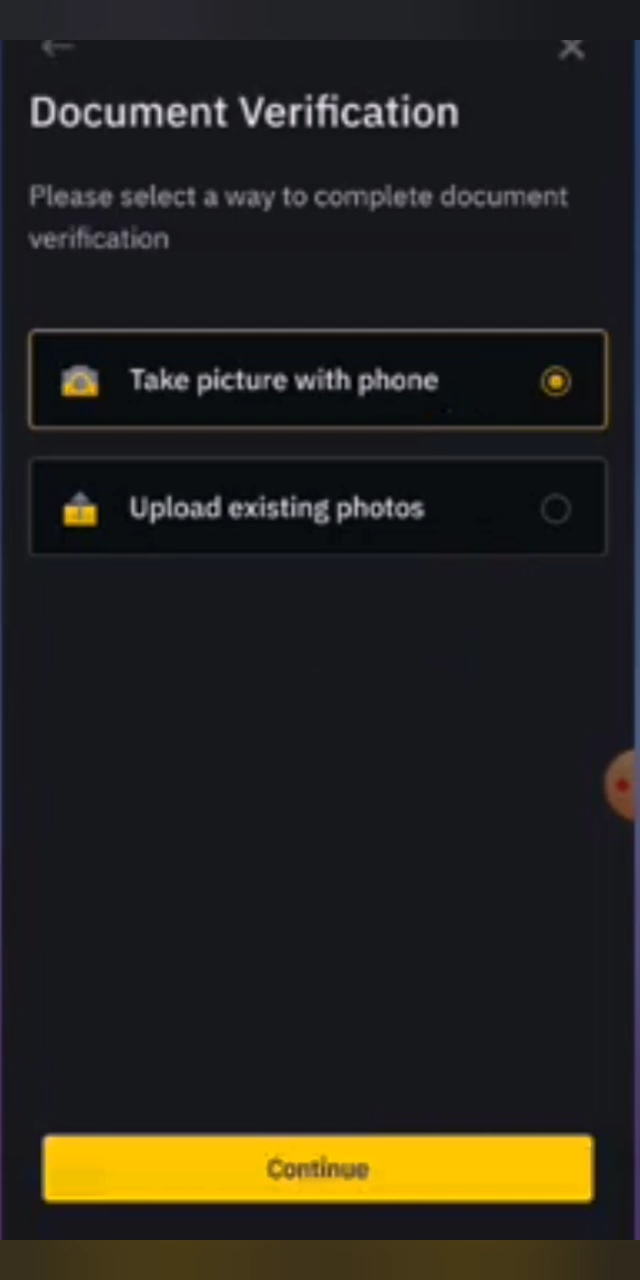 Document Verification
Please select a way to complete document
verification
Take picture with phone
Upload existing photos
Continue